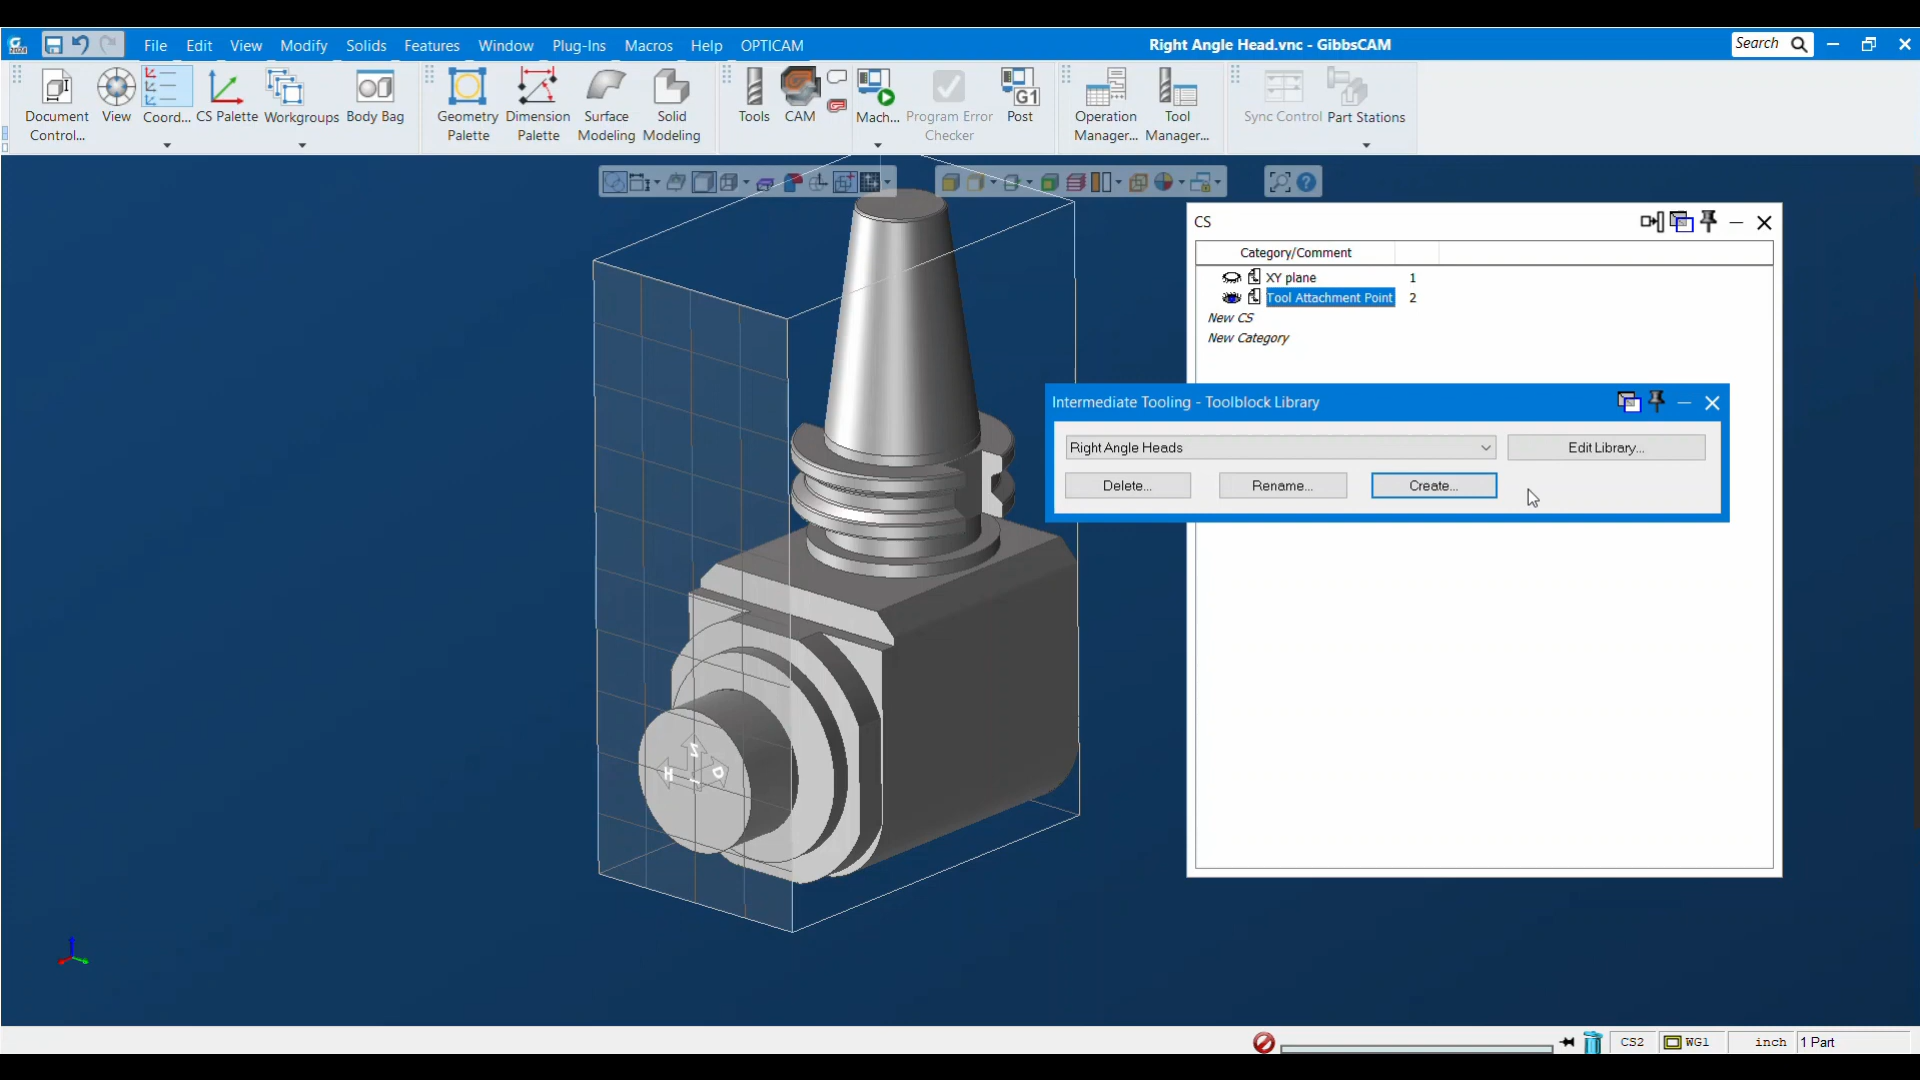 2024
File Edit View Modify Solids Features Window Plug-Ins Macros Help OPTICAM
Right Angle Head.vnc - GibbsCAM
Search
Document Control...
View
Coord...
CS Palette
Workgroups
Body Bag
Geometry Palette
Dimension Palette
Surface Modeling
Solid Modeling
Tools
CAM
Mach...
Program Error Checker
G1
Post
Operation Manager...
Tool Manager...
Sync Control
Part Stations
CS
Category/Comment
XY plane 1
Tool Attachment Point 2
New CS
New Category
Intermediate Tooling - Toolblock Library
Right Angle Heads
Edit Library...
Delete...
Rename...
Create...
Z
H
D
CS2
WG1
inch
1 Part